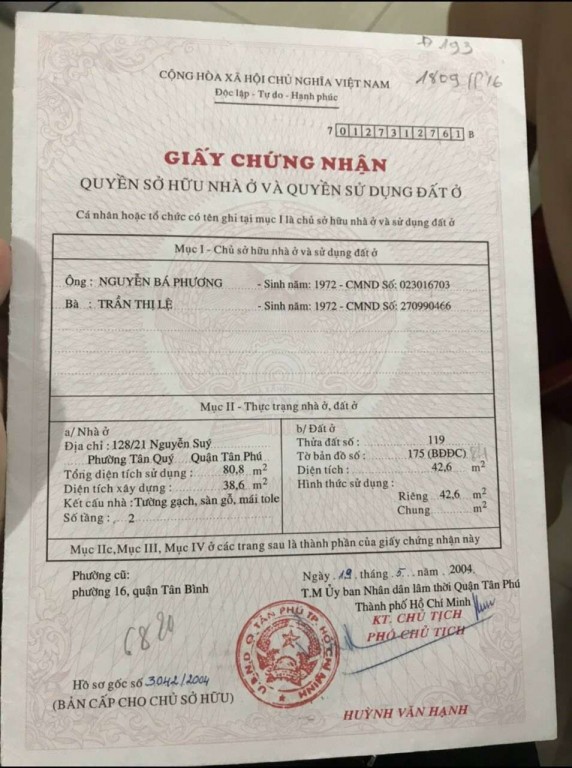 D 193
CỘNG HÒA XÃ HỘI CHỦ NGHĨA VIỆT NAM
1809
Độc lập - Tự do - Hạnh phúc
7 0127312761 B
GIẤY CHỨNG NHẬN
QUYỀN SỞ HỮU NHÀ Ở VÀ QUYỀN SỬ DỤNG ĐẤT Ở
Cá nhân hoặc tổ chức có tên ghi tại mục I là chủ sở hữu nhà ở và sử dụng đất ở
Mục I - Chủ sở hữu nhà ở và sử dụng đất ở
Ông : NGUYỄN BÁ PHƯƠNG - Sinh năm: 1972 - CMND Số: 023016703
Bà : TRẦN THỊ LỆ - Sinh năm: 1972 - CMND Số: 270990466
Mục II - Thực trạng nhà ở, đất ở
a/ Nhà ở
Địa chỉ : 128/21 Nguyễn Suý
Phường Tân Quý Quận Tân Phú
Tổng diện tích sử dụng : 80,8 m2
Diện tích xây dựng : 38,6 m2
Kết cấu nhà : Tường gạch, sàn gỗ, mái tole
Số tầng : 2
b/ Đất ở
Thửa đất số : 119
Tờ bản đồ số : 175 (BĐĐC)
Diện tích : 42,6 m2
Hình thức sử dụng :
Riêng 42,6 m2
Chung m2
Mục IIc, Mục III, Mục IV ở các trang sau là thành phần của giấy chứng nhận này
Phường cũ:
phường 16, quận Tân Bình
6820
Hồ sơ gốc số 3042/2004
(BẢN CẤP CHO CHỦ SỞ HỮU)
Ngày 19 tháng 5 năm 2004
T.M Ủy ban Nhân dân lâm thời Quận Tân Phú
Thành phố Hồ Chí Minh
KT. CHỦ TỊCH
PHÓ CHỦ TỊCH
U.B.N.D Q TÂN PHÚ TP. HỒ CHÍ MINH
HUỲNH VĂN HẠNH